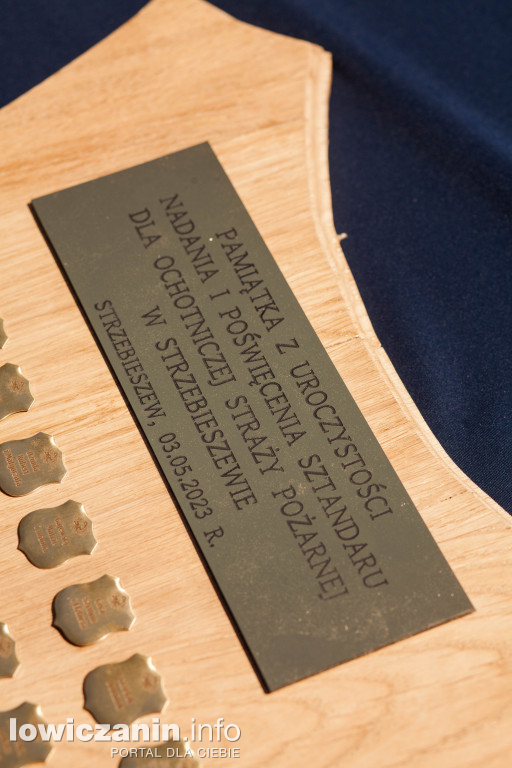 PAMIĄTKA Z UROCZYSTOŚCI
NADANIA I POŚWIĘCENIA SZTANDARU
DLA OCHOTNICZEJ STRAŻY POŻARNEJ
W STRZEBIESZEWIE
STRZEBIESZEW, 03.05.2023 R.
lowiczanin.info
PORTAL DLA CIEBIE